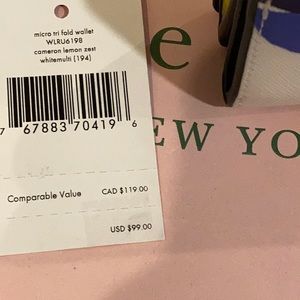 micro tri fold wallet
WLRU6198
cameron lemon zest
whitemulti (194)
7 67883 70419 6
Comparable Value CAD $119.00
USD $99.00
e
EW YO